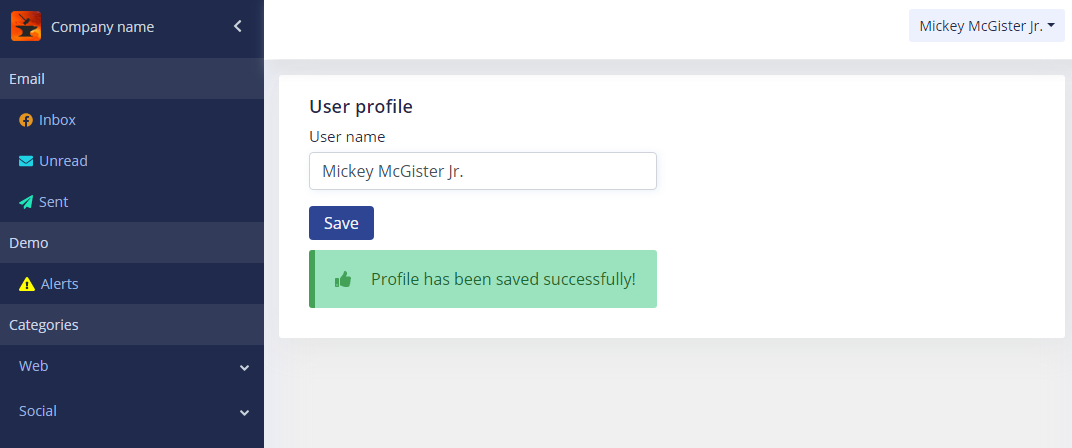 Company name
Mickey McGister Jr.
Email
Inbox
Unread
Sent
Demo
Alerts
Categories
Web
Social
User profile
User name
Mickey McGister Jr.
Save
Profile has been saved successfully!